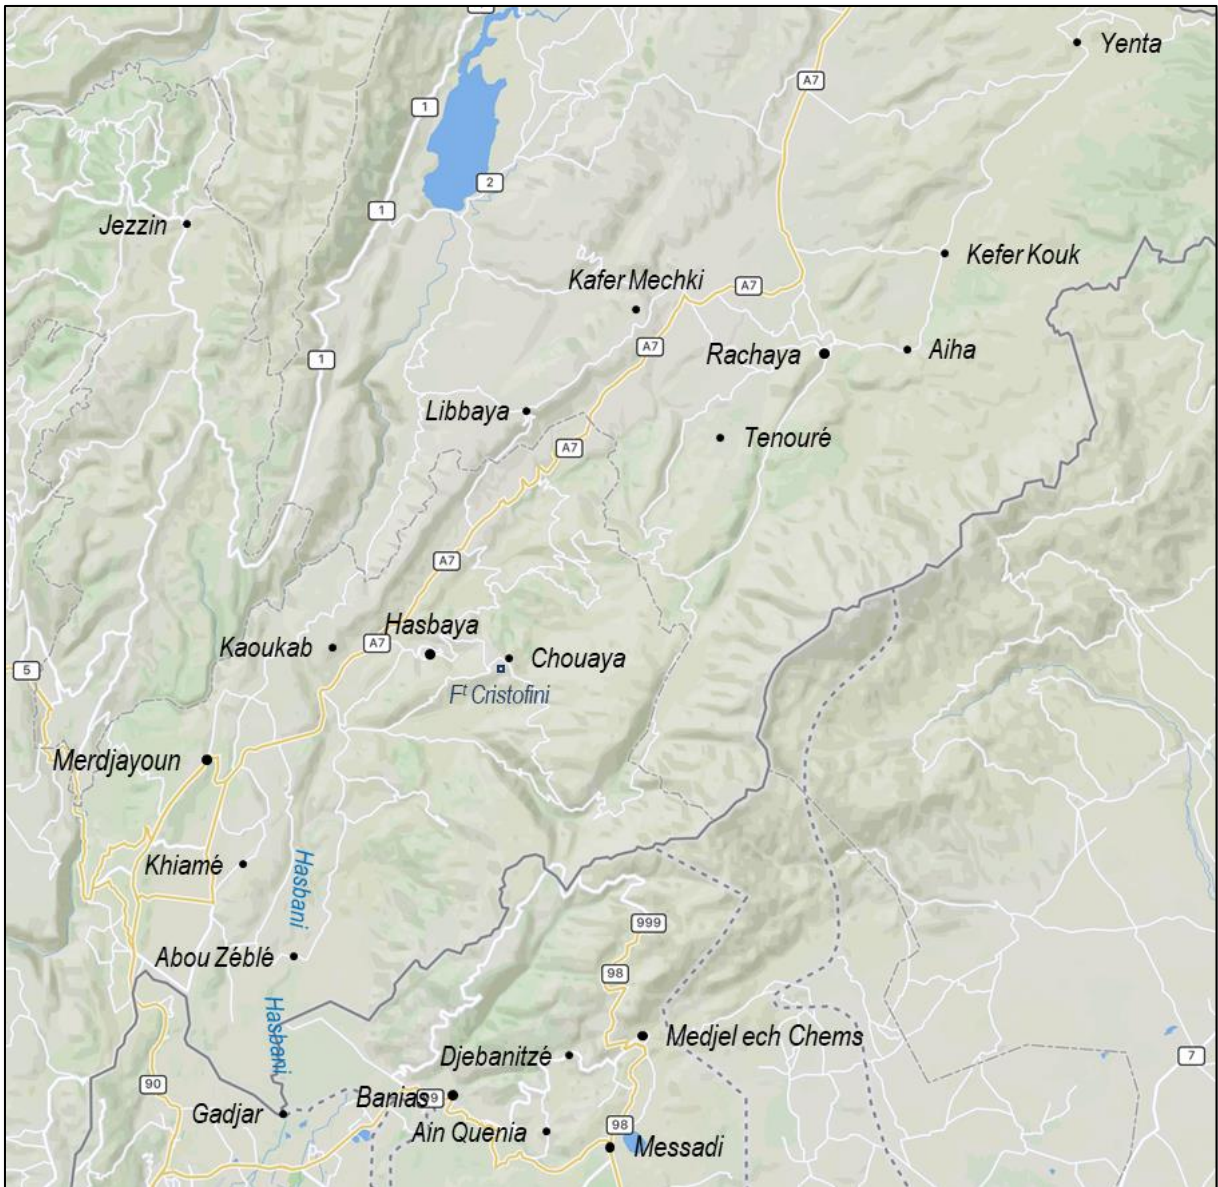 Yenta
A7
1
2
Jezzin
1
Kefer Kouk
Kafer Mechki
A7
A7
1
Rachaya
Aiha
Libbaya
A7
Tenouré
A7
Hasbaya
Kaoukab
A7
Chouaya
5
Fᵗ Cristofini
Merdjayoun
Khiamé
Hasbani
999
Abou Zéblé
98
Hasbani
Medjel ech Chems
Djebanitzé
7
90
Banias
99
Gadjar
98
Ain Quenia
Messadi